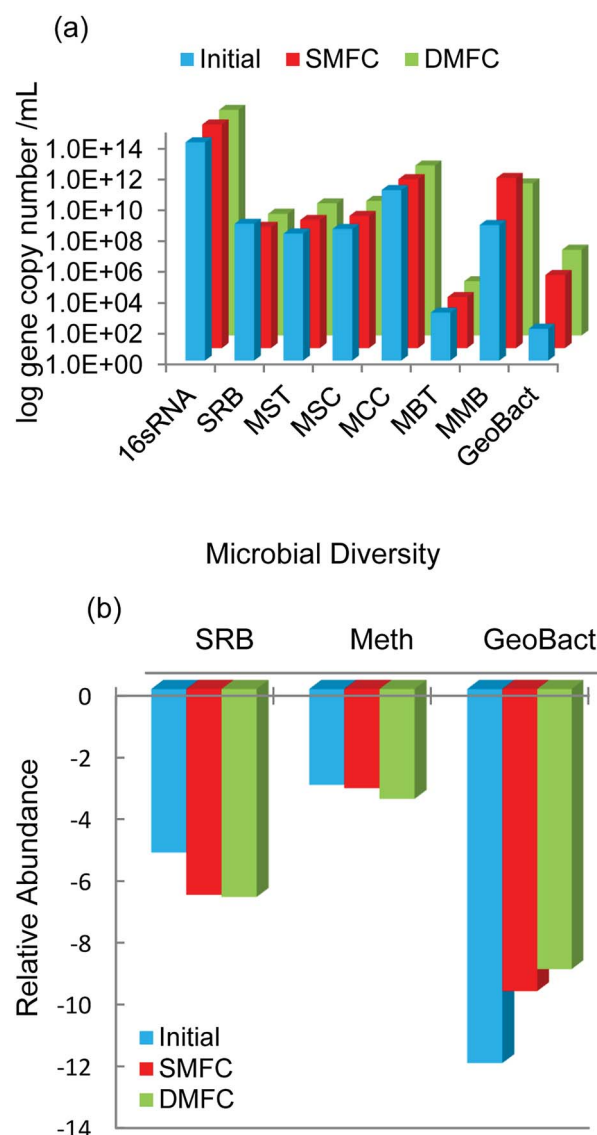 (a)
Initial SMFC DMFC
log gene copy number /mL
1.0E+14
1.0E+12
1.0E+10
1.0E+08
1.0E+06
1.0E+04
1.0E+02
1.0E+00
16sRNA SRB MST MSC MCC MBT MMB GeoBact
Microbial Diversity
(b)
SRB Meth GeoBact
Relative Abundance
0
-2
-4
-6
-8
-10
-12
-14
Initial
SMFC
DMFC